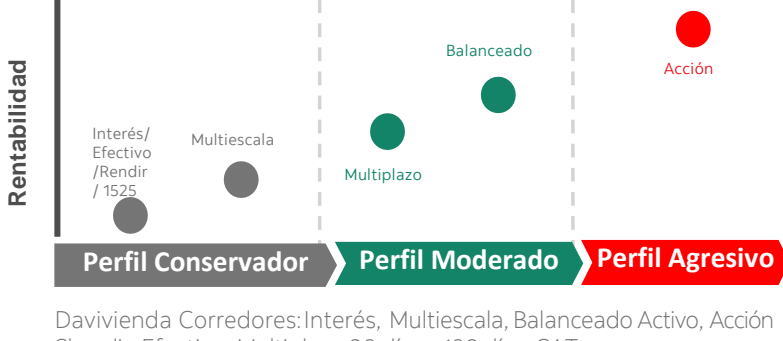 Rentabilidad
Balanceado
Acción
Interés/
Efectivo
/Rendir
/ 1525
Multiescala
Multiplazo
Perfil Conservador
Perfil Moderado
Perfil Agresivo
Davivienda Corredores: Interés, Multiescala, Balanceado Activo, Acción